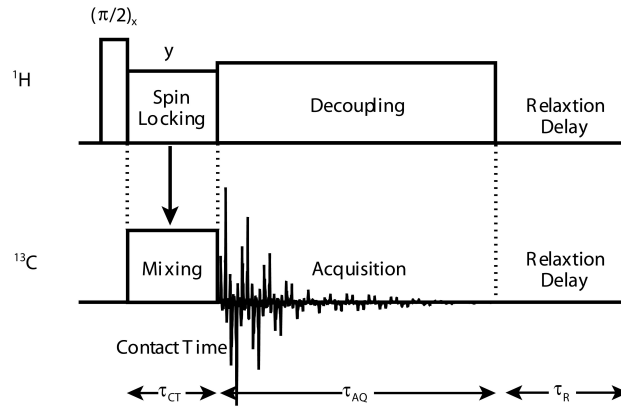 (π/2)ₓ
y
¹H
Spin
Locking
Decoupling
Relaxtion
Delay
¹³C
Mixing
Acquisition
Relaxtion
Delay
Contact Time
τCT
τAQ
τR